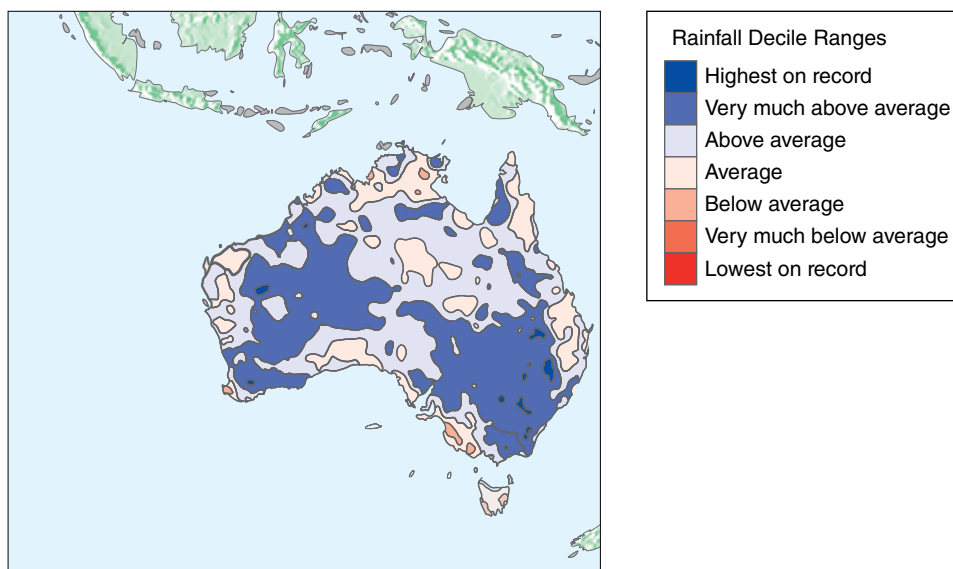 Rainfall Decile Ranges
Highest on record
Very much above average
Above average
Average
Below average
Very much below average
Lowest on record